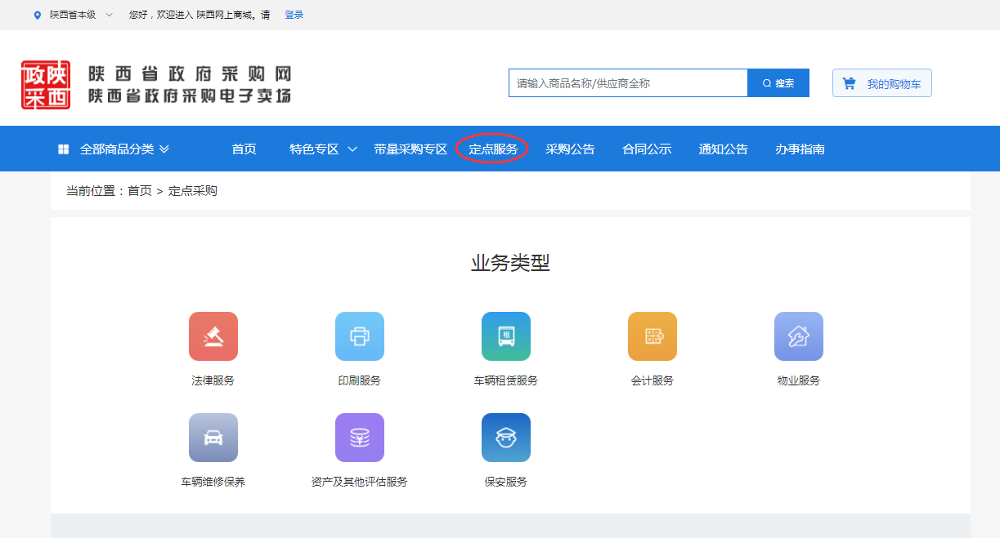 陕西省本级 您好，欢迎进入 陕西网上商城。请 登录
政陕
采西
陕西省政府采购网
陕西省政府采购电子卖场
请输入商品名称/供应商全称 搜索 我的购物车
全部商品分类 首页 特色专区 带量采购专区 定点服务 采购公告 合同公示 通知公告 办事指南
当前位置：首页 > 定点采购
业务类型
租
法律服务 印刷服务 车辆租赁服务 会计服务 物业服务
¥
车辆维修保养 资产及其他评估服务 保安服务